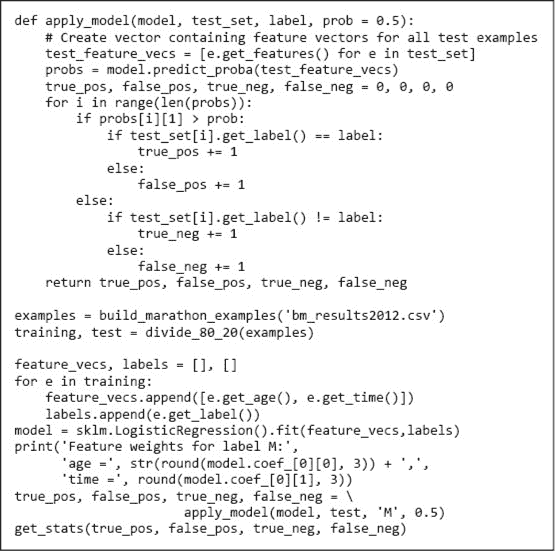 def apply_model(model, test_set, label, prob = 0.5):
    # Create vector containing feature vectors for all test examples
    test_feature_vecs = [e.get_features() for e in test_set]
    probs = model.predict_proba(test_feature_vecs)
    true_pos, false_pos, true_neg, false_neg = 0, 0, 0, 0
    for i in range(len(probs)):
        if probs[i][1] > prob:
            if test_set[i].get_label() == label:
                true_pos += 1
            else:
                false_pos += 1
        else:
            if test_set[i].get_label() != label:
                true_neg += 1
            else:
                false_neg += 1
    return true_pos, false_pos, true_neg, false_neg

examples = build_marathon_examples('bm_results2012.csv')
training, test = divide_80_20(examples)

feature_vecs, labels = [], []
for e in training:
    feature_vecs.append([e.get_age(), e.get_time()])
    labels.append(e.get_label())
model = sklm.LogisticRegression().fit(feature_vecs,labels)
print('Feature weights for label M:',
      'age =', str(round(model.coef_[0][0], 3)) + ',',
      'time =', round(model.coef_[0][1], 3))
true_pos, false_pos, true_neg, false_neg = \
                      apply_model(model, test, 'M', 0.5)
get_stats(true_pos, false_pos, true_neg, false_neg)